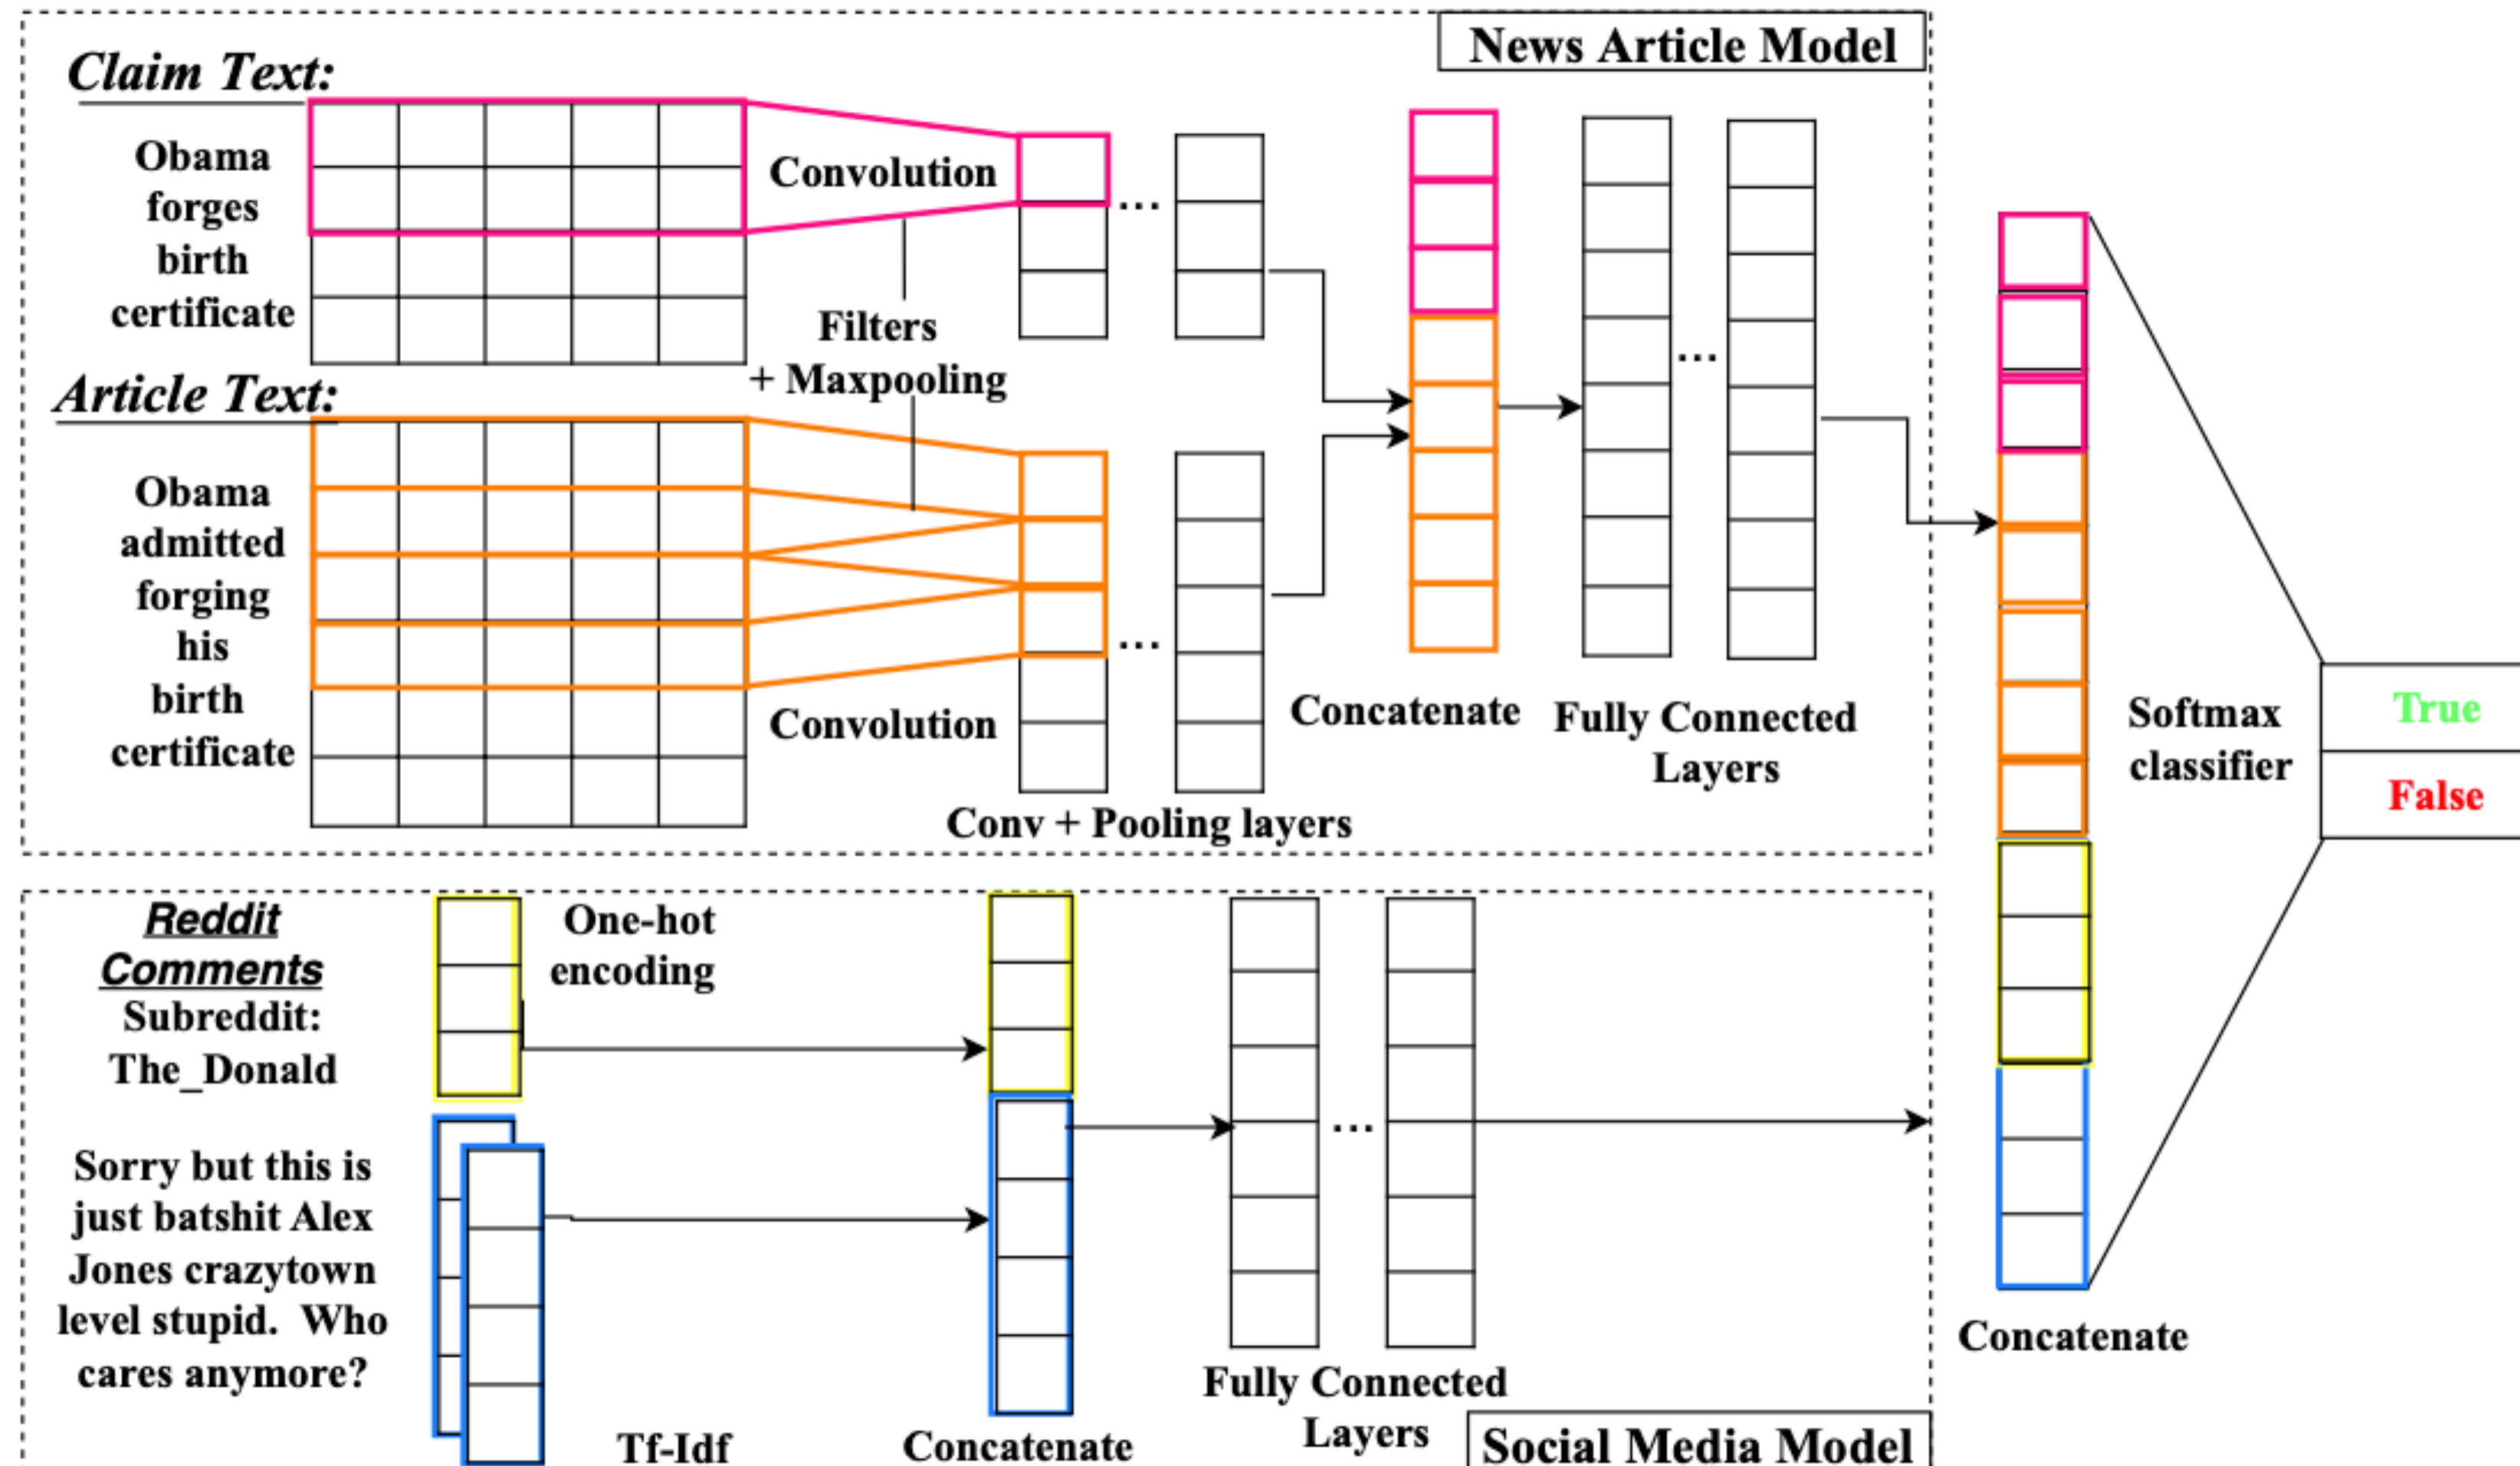 News Article Model
Claim Text:
Obama
forges
birth
certificate
Convolution
...
Filters
+ Maxpooling
Article Text:
Obama
admitted
forging
his
birth
certificate
Convolution
...
Conv + Pooling layers
Concatenate
...
Fully Connected
Layers
Softmax
classifier
True
False
Reddit
Comments
Subreddit:
The_Donald
One-hot
encoding
Sorry but this is
just batshit Alex
Jones crazytown
level stupid. Who
cares anymore?
Tf-Idf
Concatenate
...
Fully Connected
Layers
Social Media Model
Concatenate